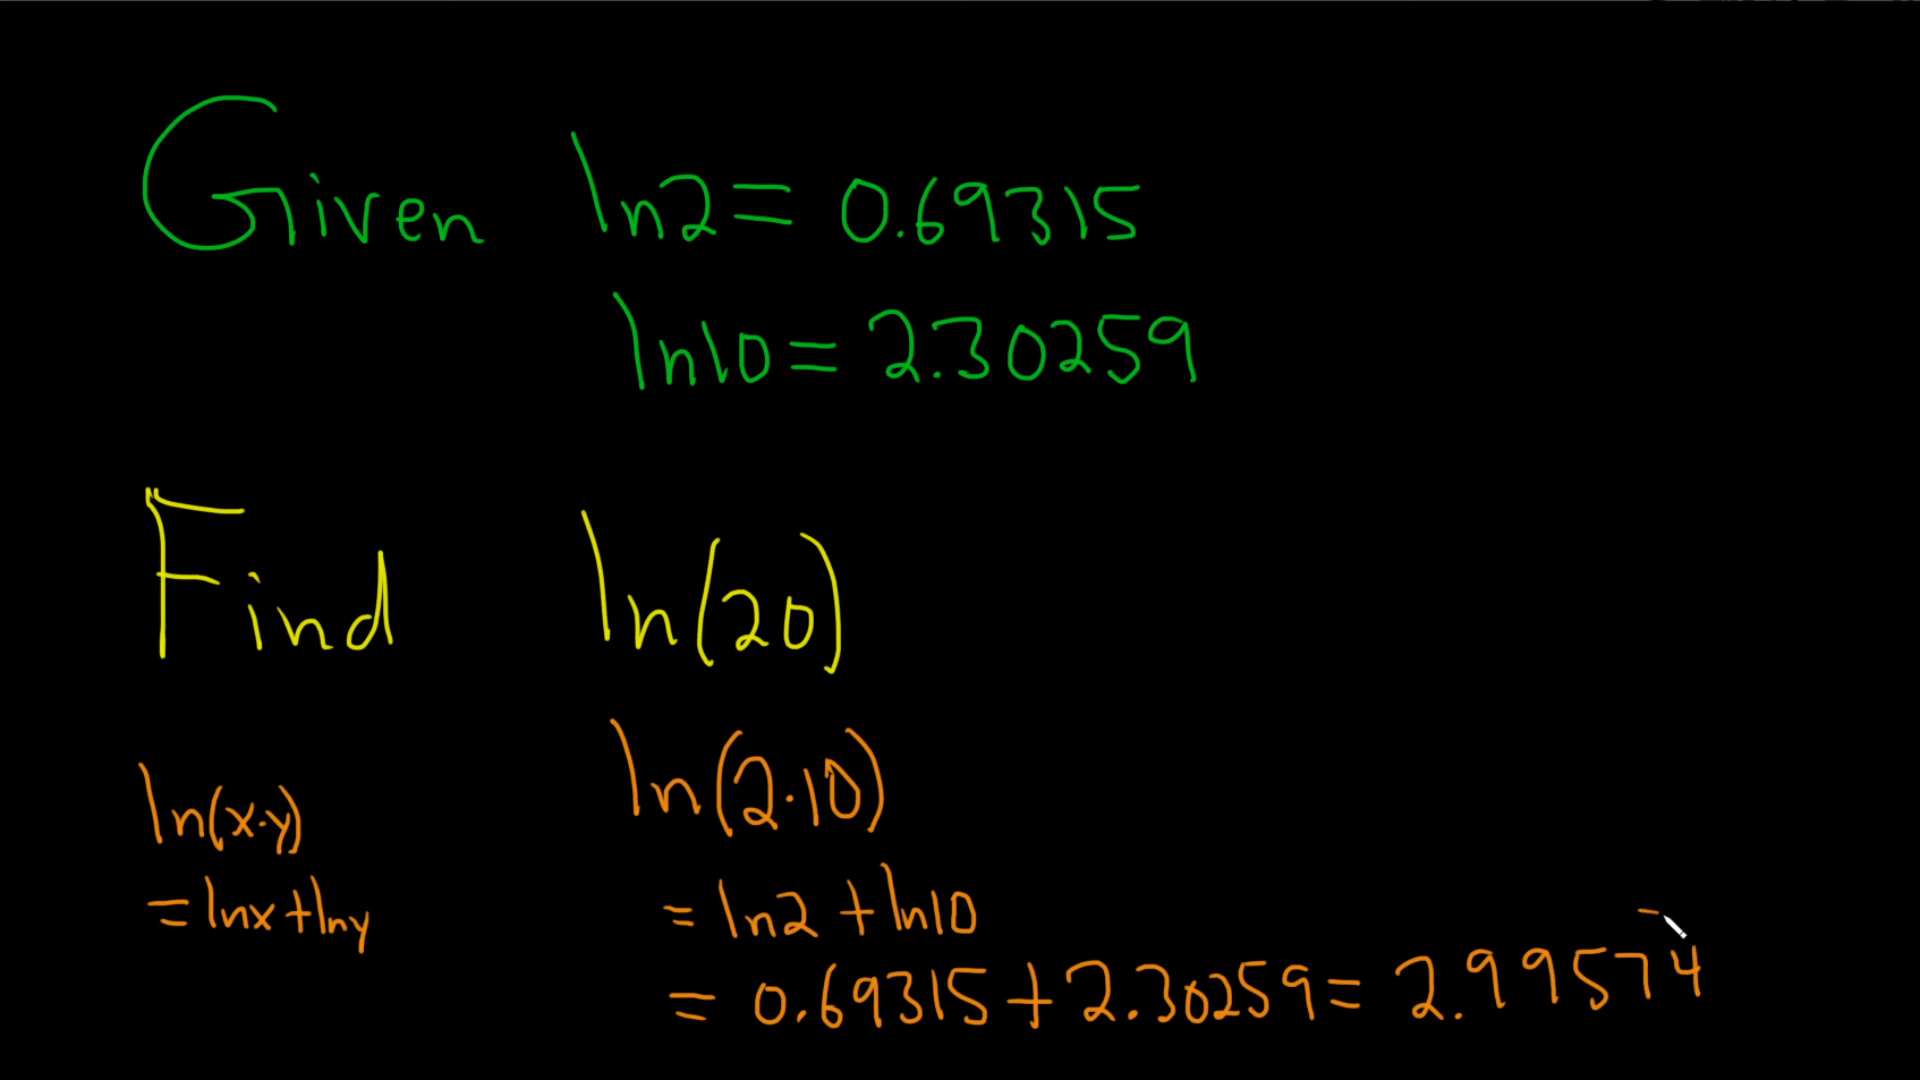 Given ln2 = 0.69315
ln10 = 2.30259
Find ln(20)
ln(x·y)
= lnx + lny
ln(2·10)
= ln2 + ln10
= 0.69315 + 2.30259 = 2.99574